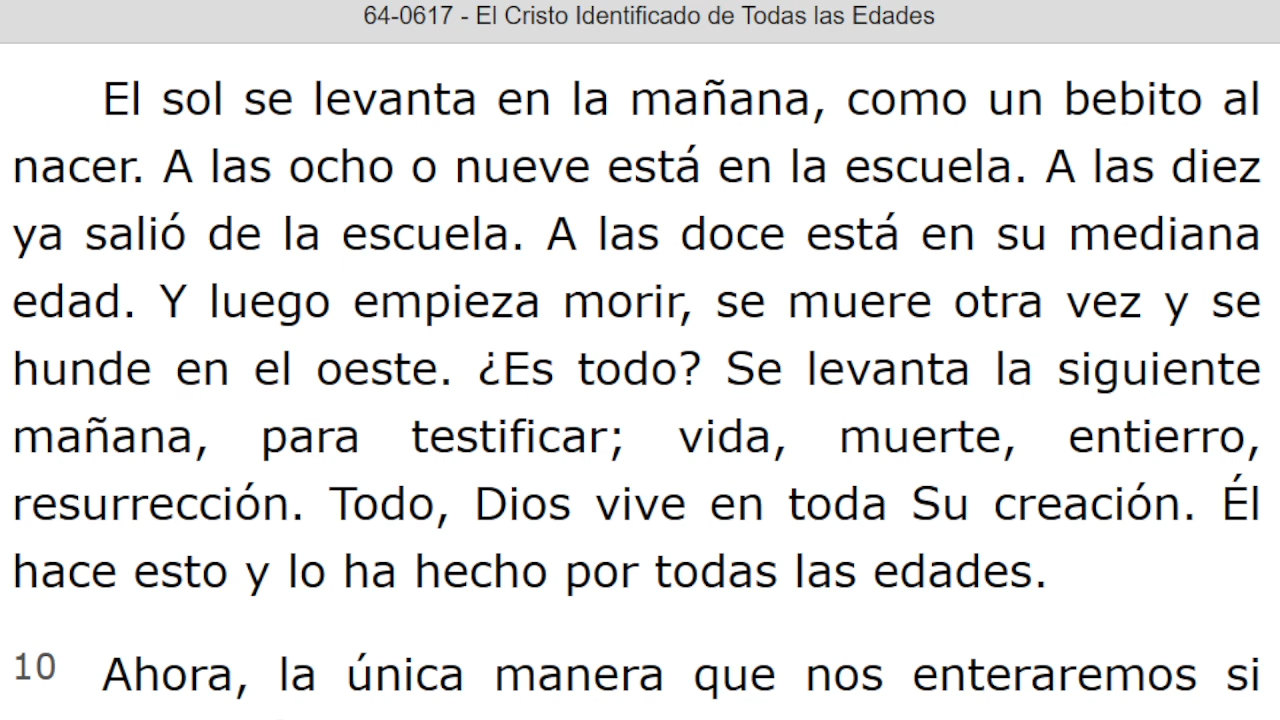 64-0617 - El Cristo Identificado de Todas las Edades
El sol se levanta en la mañana, como un bebito al
nacer. A las ocho o nueve está en la escuela. A las diez
ya salió de la escuela. A las doce está en su mediana
edad. Y luego empieza morir, se muere otra vez y se
hunde en el oeste. ¿Es todo? Se levanta la siguiente
mañana, para testificar; vida, muerte, entierro,
resurrección. Todo, Dios vive en toda Su creación. Él
hace esto y lo ha hecho por todas las edades.
10 Ahora, la única manera que nos enteraremos si